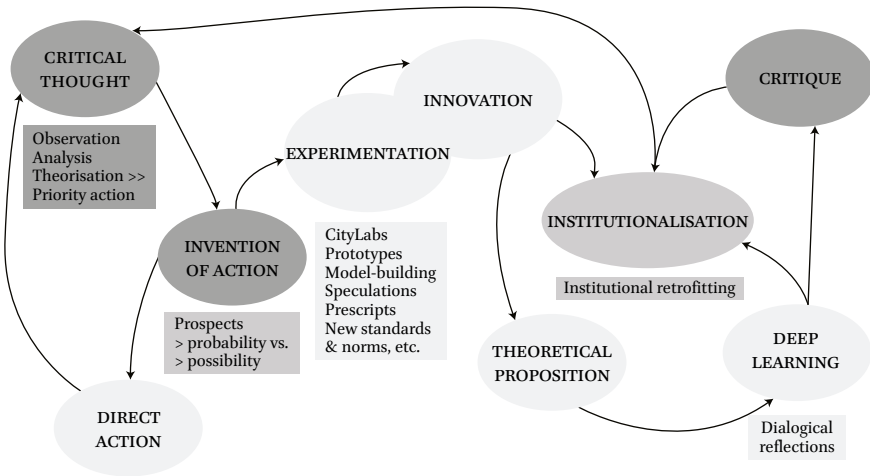 CRITICAL
THOUGHT
Observation
Analysis
Theorisation >>
Priority action
INVENTION
OF ACTION
Prospects
> probability vs.
> possibility
DIRECT
ACTION
EXPERIMENTATION
INNOVATION
CityLabs
Prototypes
Model-building
Speculations
Prescripts
New standards
& norms, etc.
THEORETICAL
PROPOSITION
INSTITUTIONALISATION
Institutional retrofitting
CRITIQUE
DEEP
LEARNING
Dialogical
reflections